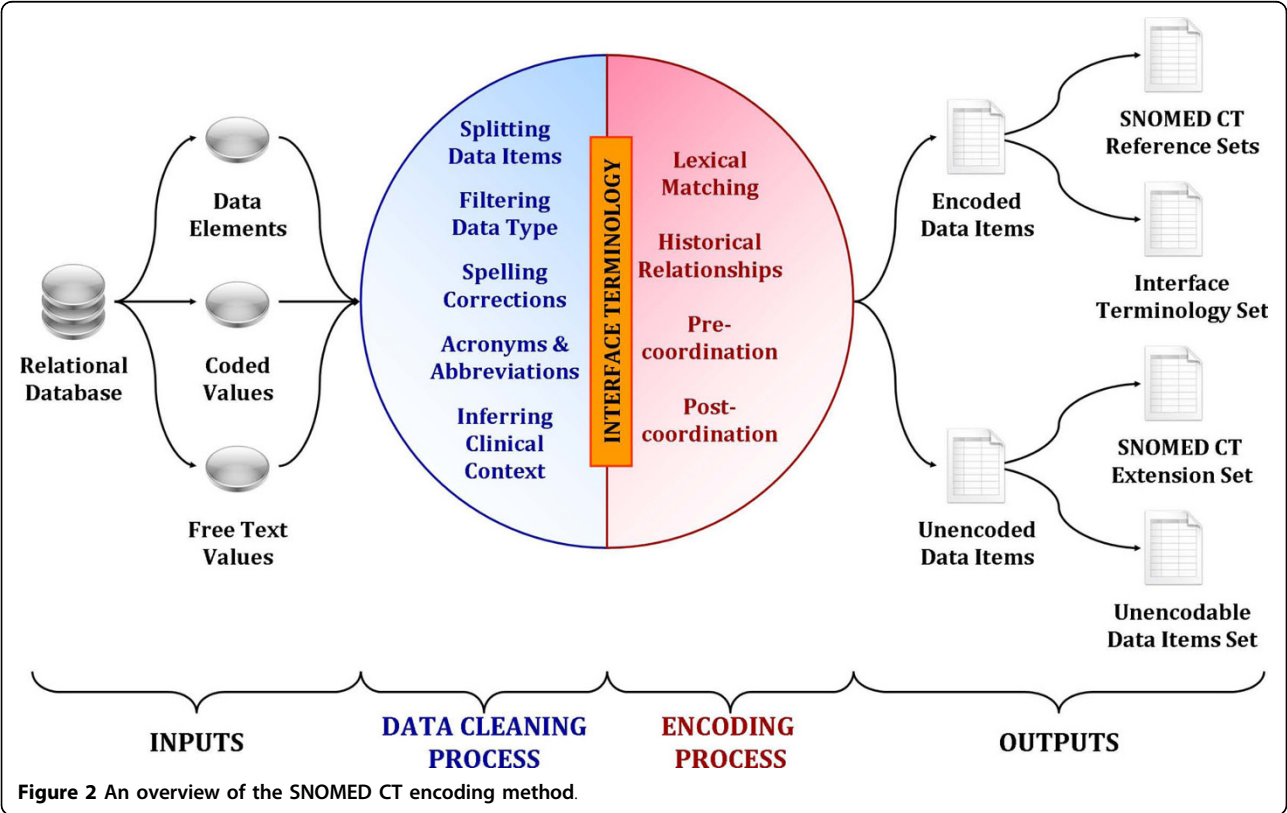 Relational
Database
Data
Elements
Coded
Values
Free Text
Values
Splitting
Data Items
Filtering
Data Type
Spelling
Corrections
Acronyms &
Abbreviations
Inferring
Clinical
Context
INTERFACE TERMINOLOGY
Lexical
Matching
Historical
Relationships
Pre-
coordination
Post-
coordination
Encoded
Data Items
Unencoded
Data Items
SNOMED CT
Reference Sets
Interface
Terminology Set
SNOMED CT
Extension Set
Unencodable
Data Items Set
INPUTS
DATA CLEANING
PROCESS
ENCODING
PROCESS
OUTPUTS
Figure 2 An overview of the SNOMED CT encoding method.